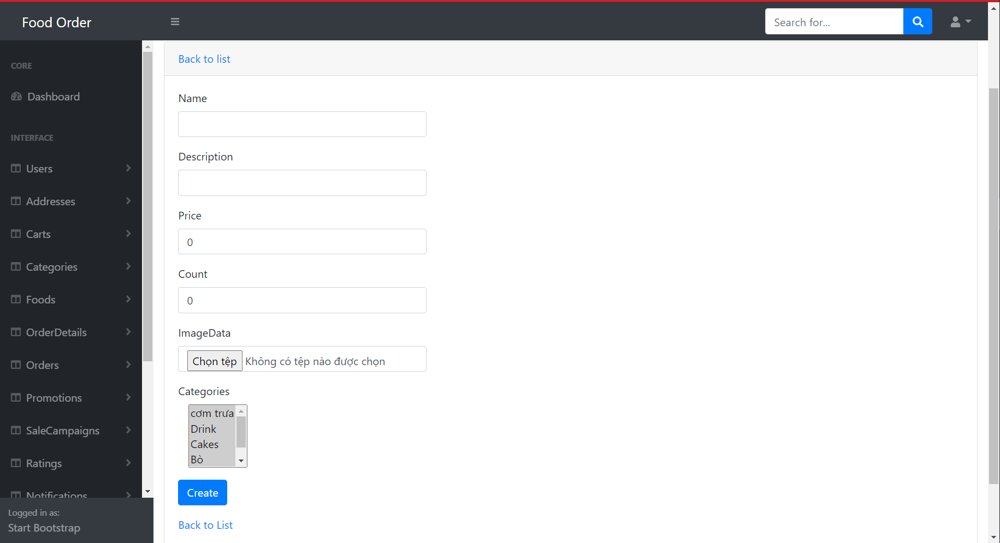 Food Order
Search for...
CORE
Dashboard
INTERFACE
Users
Addresses
Carts
Categories
Foods
OrderDetails
Orders
Promotions
SaleCampaigns
Ratings
Notifications
Logged in as:
Start Bootstrap
Back to list
Name
Description
Price
0
Count
0
ImageData
Chọn tệp Không có tệp nào được chọn
Categories
cơm trưa
Drink
Cakes
Bò
Create
Back to List